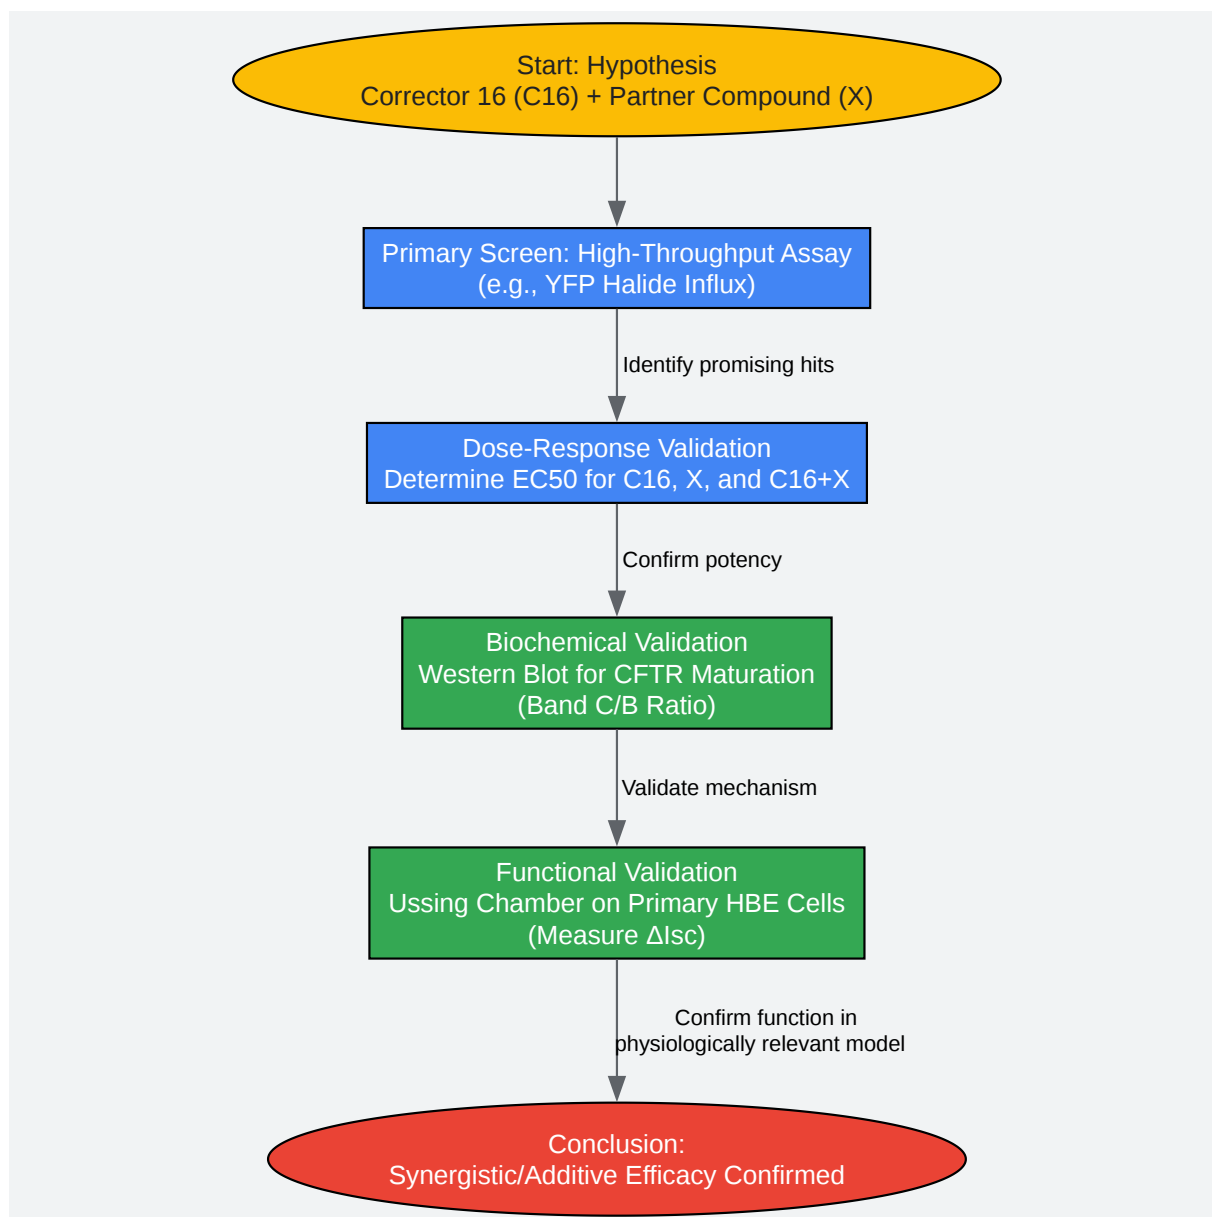 Start: Hypothesis
Corrector 16 (C16) + Partner Compound (X)
Primary Screen: High-Throughput Assay
(e.g., YFP Halide Influx)
Identify promising hits
Dose-Response Validation
Determine EC50 for C16, X, and C16+X
Confirm potency
Biochemical Validation
Western Blot for CFTR Maturation
(Band C/B Ratio)
Validate mechanism
Functional Validation
Ussing Chamber on Primary HBE Cells
(Measure ΔIsc)
Confirm function in
physiologically relevant model
Conclusion:
Synergistic/Additive Efficacy Confirmed